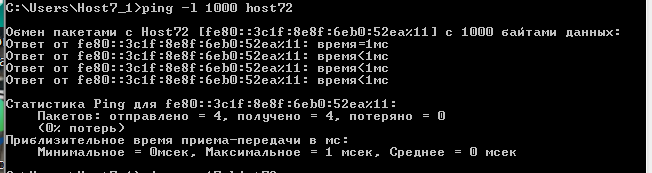 C:\Users\Host7_1>ping -l 1000 host72
Обмен пакетами с Host72 [fe80::3c1f:8e8f:6eb0:52ea%11] с 1000 байтами данных:
Ответ от fe80::3c1f:8e8f:6eb0:52ea%11: время=1мс
Ответ от fe80::3c1f:8e8f:6eb0:52ea%11: время<1мс
Ответ от fe80::3c1f:8e8f:6eb0:52ea%11: время<1мс
Ответ от fe80::3c1f:8e8f:6eb0:52ea%11: время<1мс
Статистика Ping для fe80::3c1f:8e8f:6eb0:52ea%11:
Пакетов: отправлено = 4, получено = 4, потеряно = 0
(0% потерь)
Приблизительное время приема-передачи в мс:
Минимальное = 0мсек, Максимальное = 1 мсек, Среднее = 0 мсек